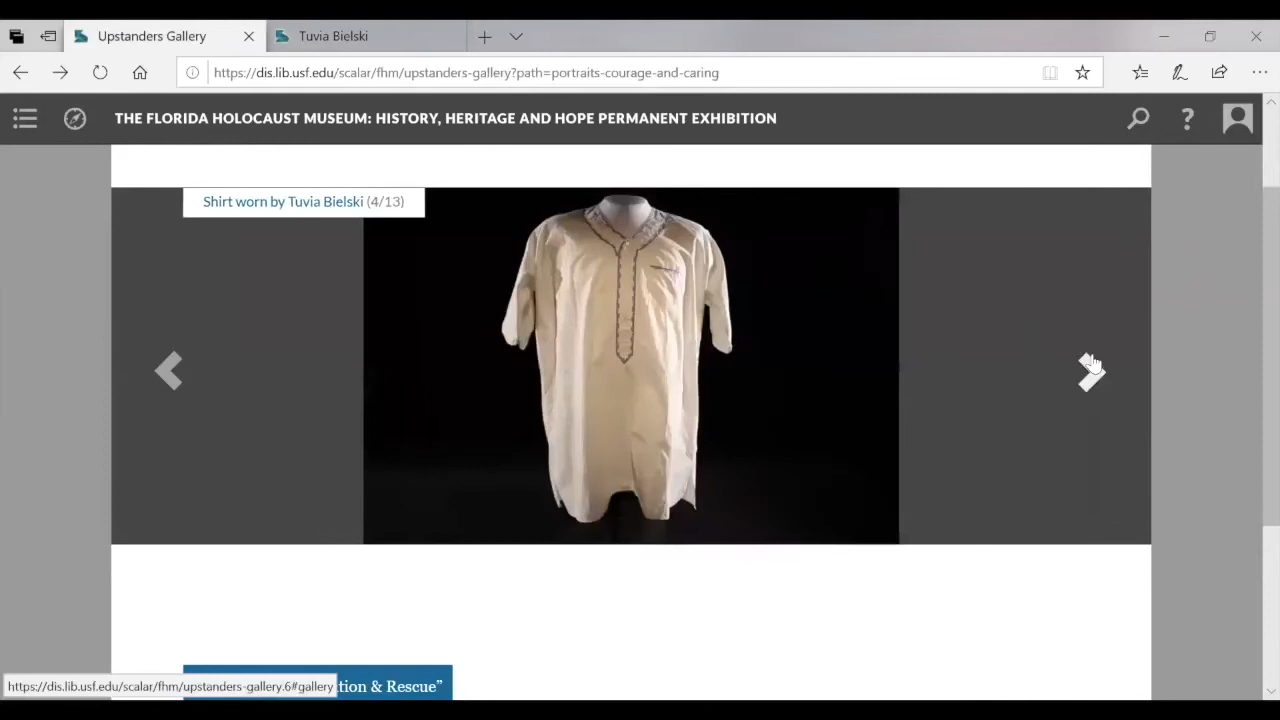 Upstanders Gallery
Tuvia Bielski
https://dis.lib.usf.edu/scalar/fhm/upstanders-gallery?path=portraits-courage-and-caring
THE FLORIDA HOLOCAUST MUSEUM: HISTORY, HERITAGE AND HOPE PERMANENT EXHIBITION
Shirt worn by Tuvia Bielski (4/13)
https://dis.lib.usf.edu/scalar/fhm/upstanders-gallery.6#gallery
tion & Rescue”